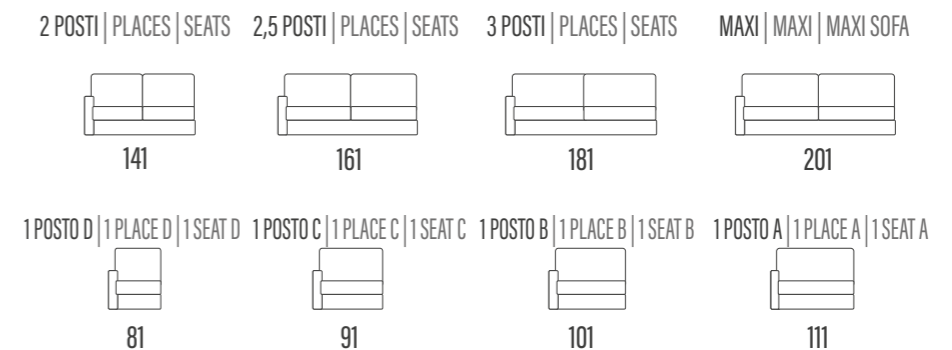 2 POSTI | PLACES | SEATS 2,5 POSTI | PLACES | SEATS 3 POSTI | PLACES | SEATS MAXI | MAXI | MAXI SOFA
141 161 181 201
1 POSTO D | 1 PLACE D | 1 SEAT D 1 POSTO C | 1 PLACE C | 1 SEAT C 1 POSTO B | 1 PLACE B | 1 SEAT B 1 POSTO A | 1 PLACE A | 1 SEAT A
81 91 101 111